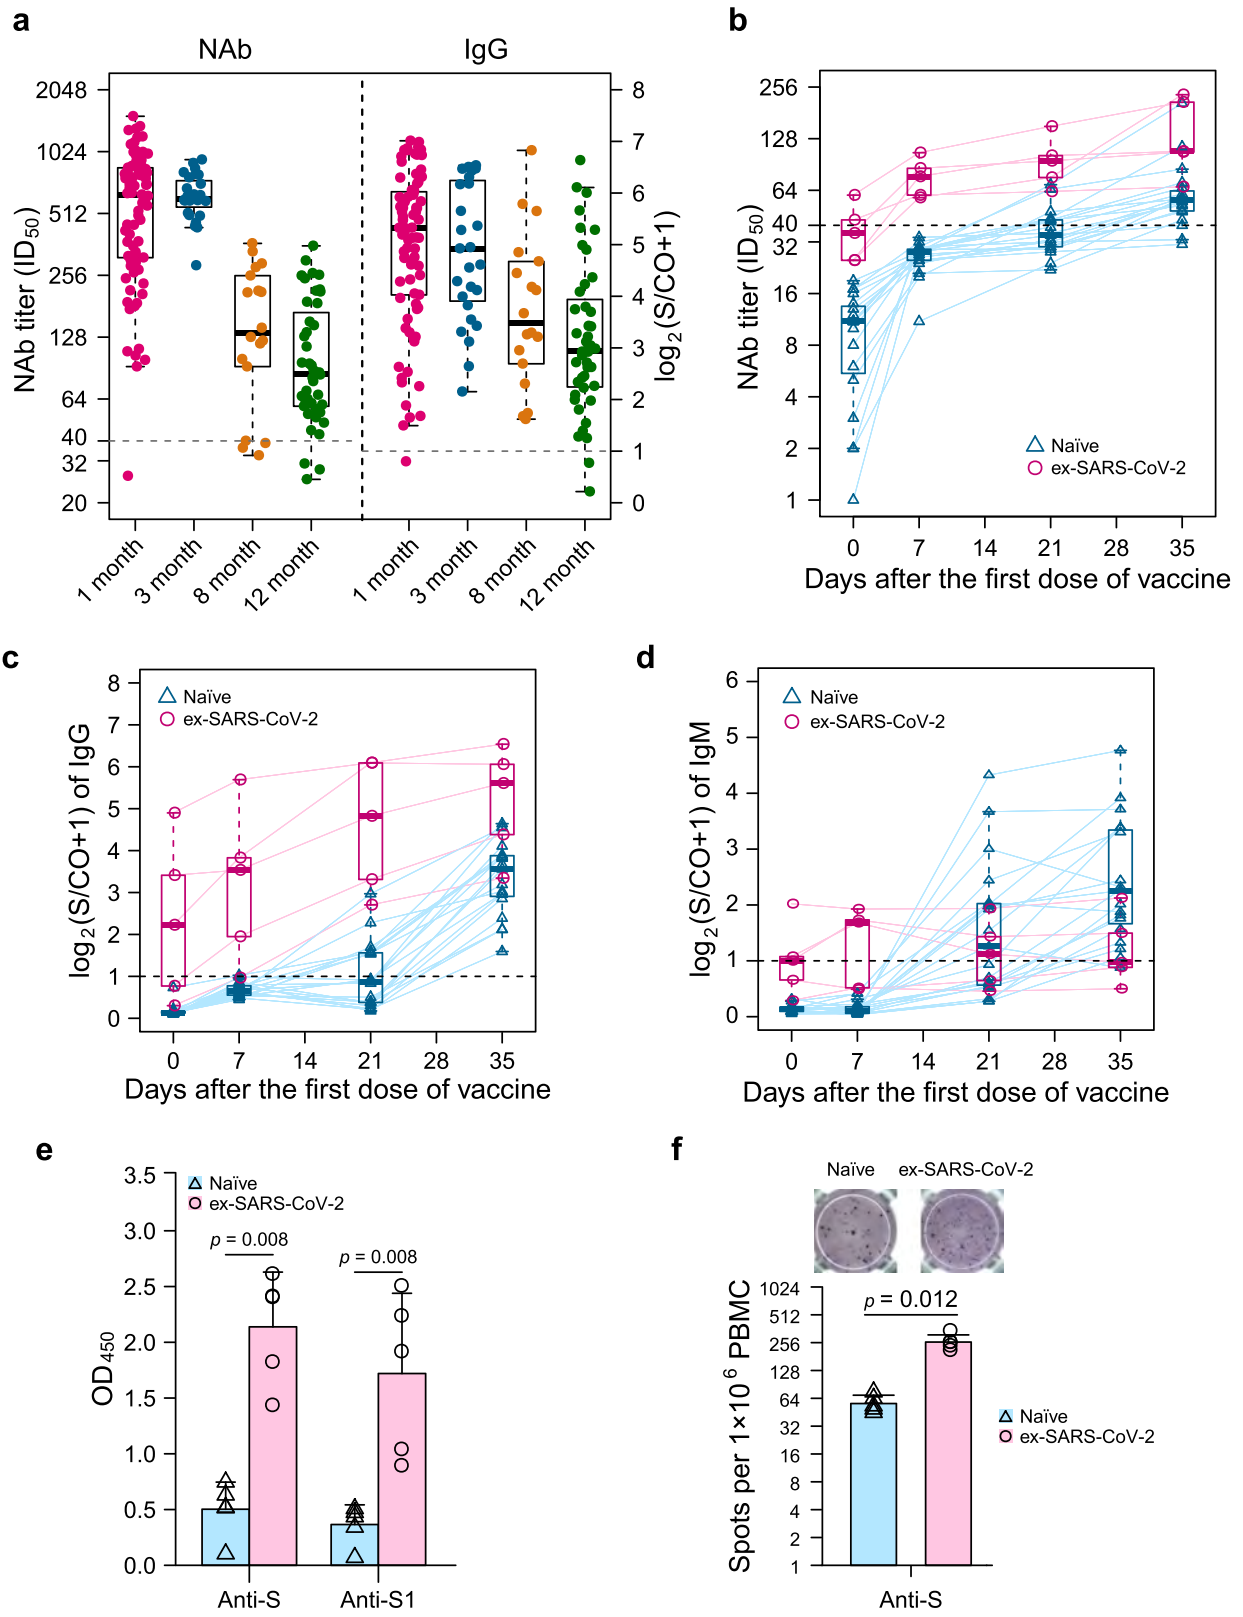 a
NAb IgG
NAb titer (ID50)
2048
1024
512
256
128
64
40
32
20
8
7
6
5
4
3
2
1
0
log2(S/CO+1)
1 month
3 month
8 month
12 month
1 month
3 month
8 month
12 month
b
NAb titer (ID50)
256
128
64
40
32
16
8
4
2
1
Naïve
ex-SARS-CoV-2
0 7 14 21 28 35
Days after the first dose of vaccine
c
log2(S/CO+1) of IgG
8
7
6
5
4
3
2
1
0
Naïve
ex-SARS-CoV-2
0 7 14 21 28 35
Days after the first dose of vaccine
d
log2(S/CO+1) of IgM
6
5
4
3
2
1
0
Naïve
ex-SARS-CoV-2
0 7 14 21 28 35
Days after the first dose of vaccine
e
OD450
3.5
3.0
2.5
2.0
1.5
1.0
0.5
0.0
Naïve
ex-SARS-CoV-2
p = 0.008
p = 0.008
Anti-S Anti-S1
f
Naïve ex-SARS-CoV-2
Spots per 1×10⁶ PBMC
1024
512
256
128
64
32
16
8
4
2
1
p = 0.012
Naïve
ex-SARS-CoV-2
Anti-S